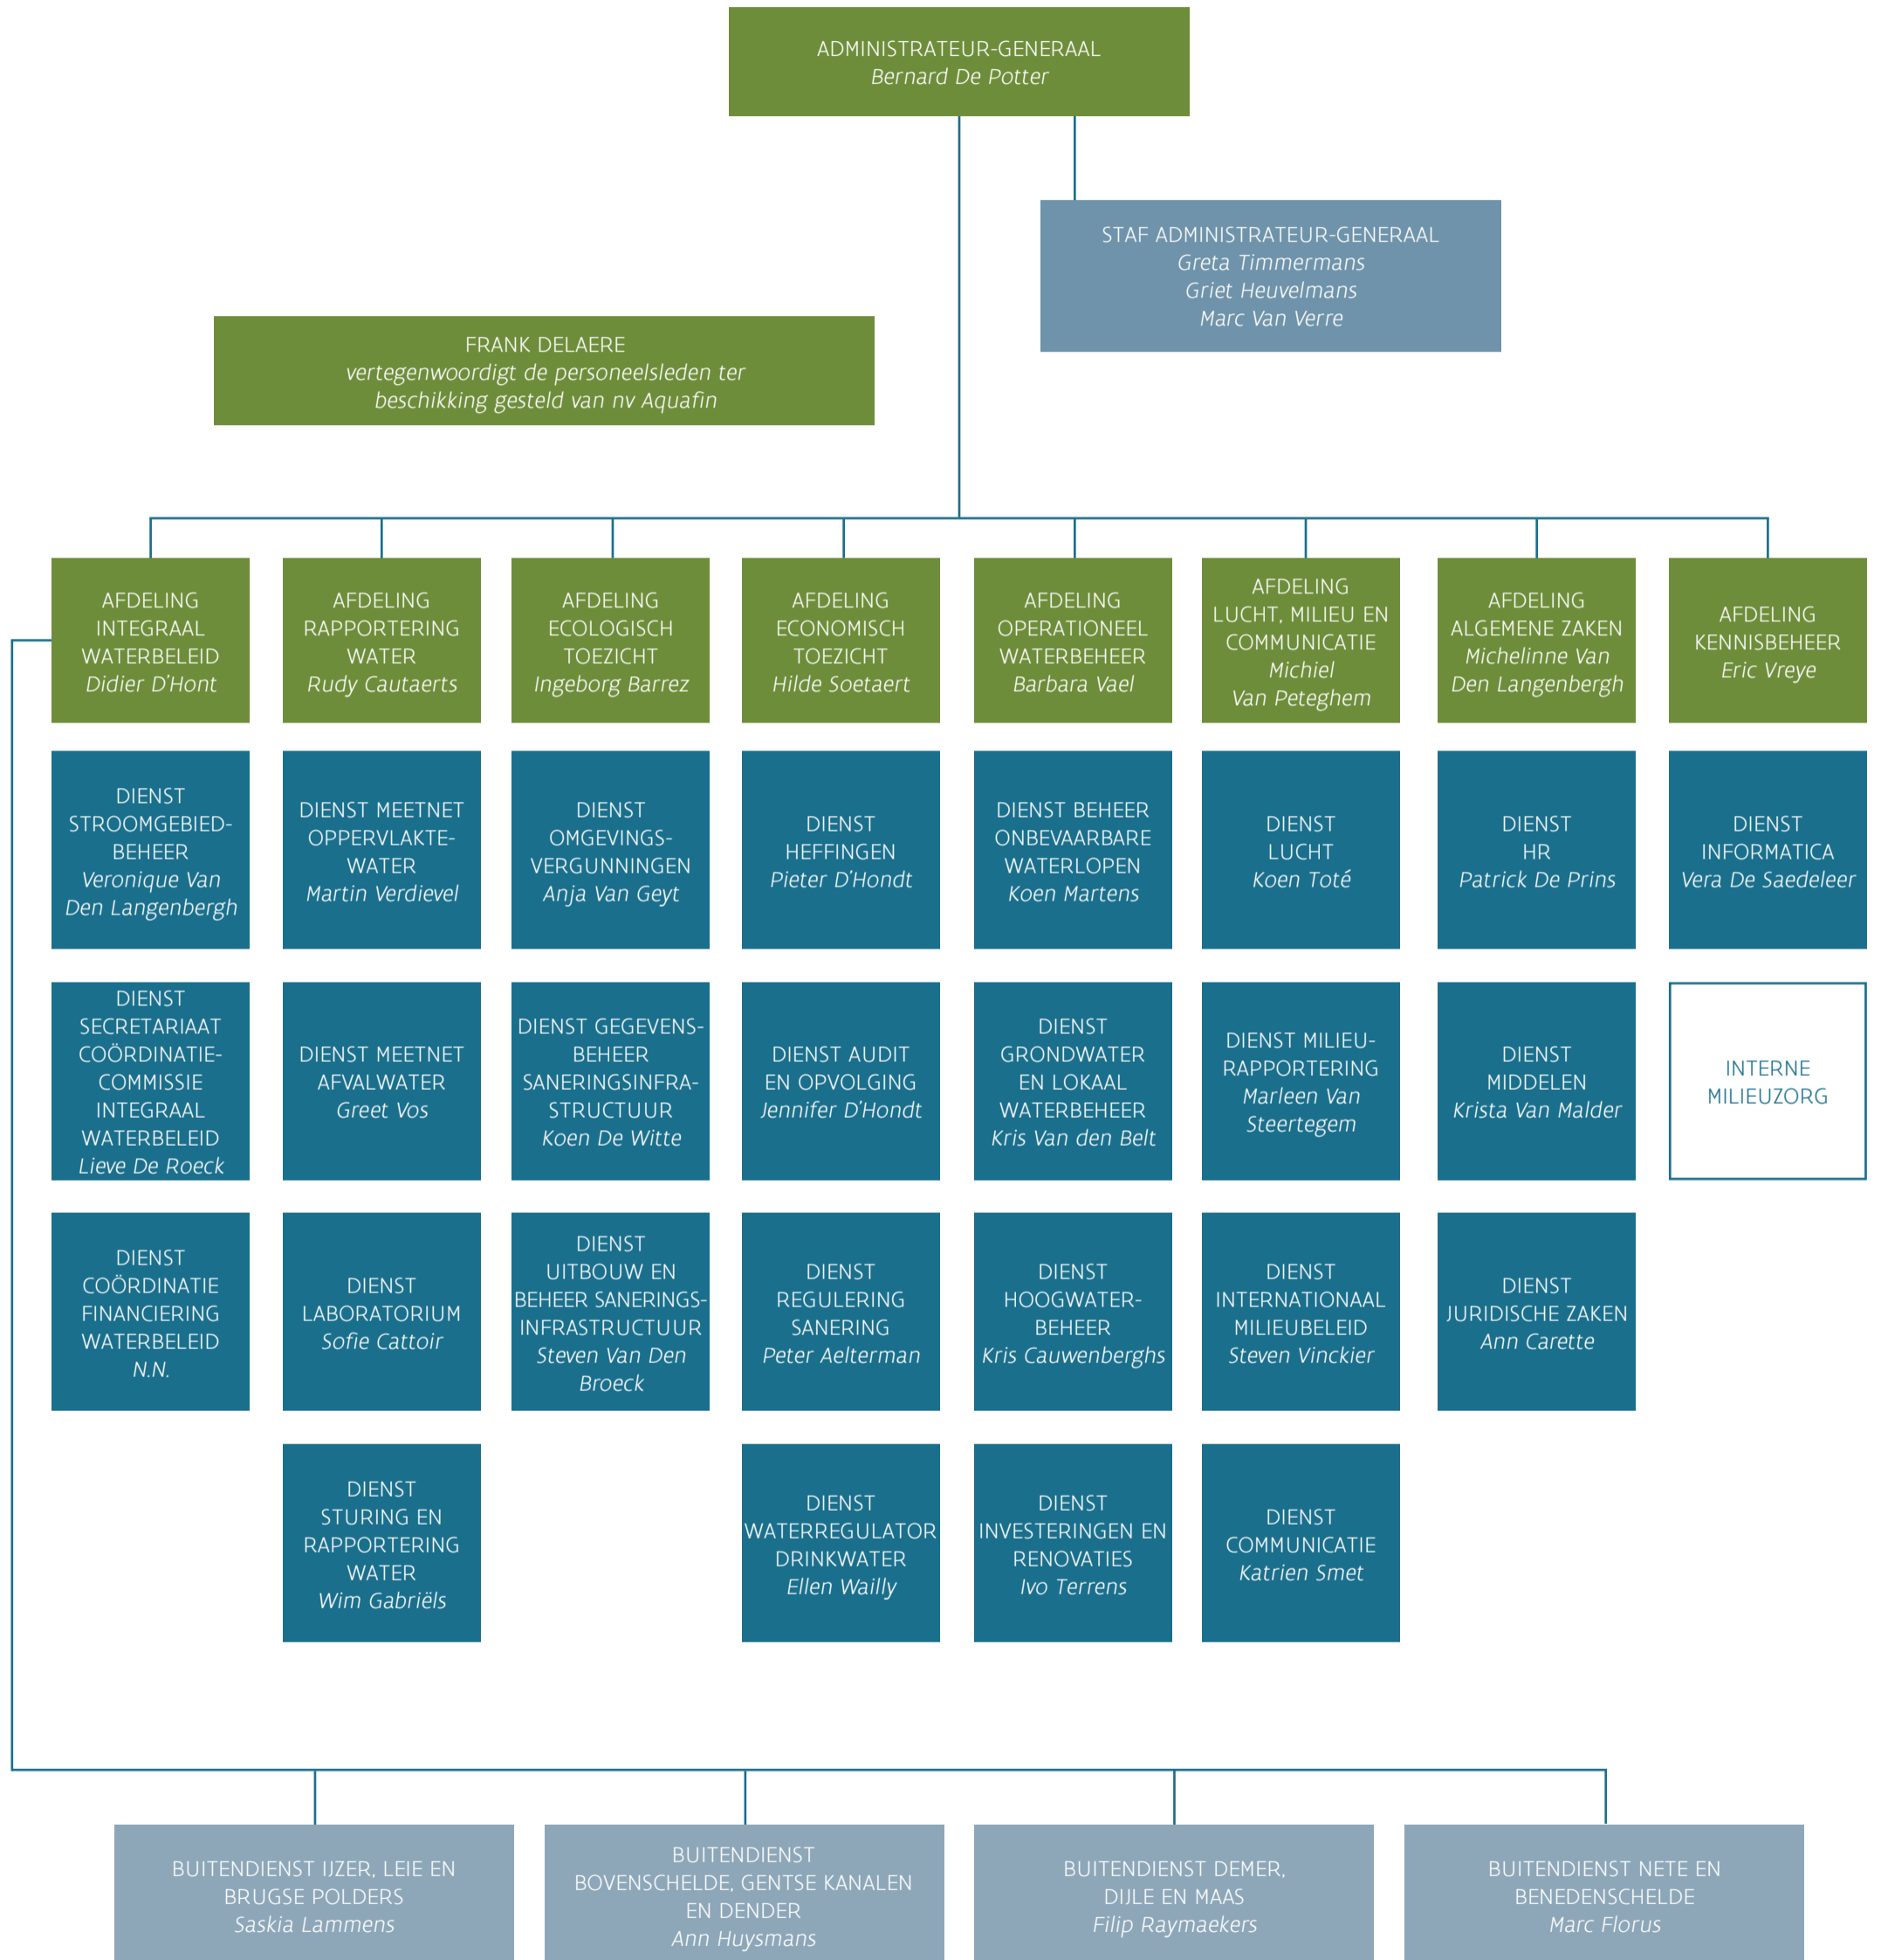 ADMINISTRATEUR-GENERAAL
Bernard De Potter
STAF ADMINISTRATEUR-GENERAAL
Greta Timmermans
Griet Heuvelmans
Marc Van Verre
FRANK DELAERE
vertegenwoordigt de personeelsleden ter
beschikking gesteld van nv Aquafin
AFDELING
INTEGRAAL
WATERBELEID
Didier D'Hont
AFDELING
RAPPORTERING
WATER
Rudy Cautaerts
AFDELING
ECOLOGISCH
TOEZICHT
Ingeborg Barrez
AFDELING
ECONOMISCH
TOEZICHT
Hilde Soetaert
AFDELING
OPERATIONEEL
WATERBEHEER
Barbara Vael
AFDELING
LUCHT, MILIEU EN
COMMUNICATIE
Michiel
Van Peteghem
AFDELING
ALGEMENE ZAKEN
Michelinne Van
Den Langenbergh
AFDELING
KENNISBEHEER
Eric Vreye
DIENST
STROOMGEBIED-
BEHEER
Veronique Van
Den Langenbergh
DIENST MEETNET
OPPERVLAKTE-
WATER
Martin Verdievel
DIENST
OMGEVINGS-
VERGUNNINGEN
Anja Van Geyt
DIENST
HEFFINGEN
Pieter D'Hondt
DIENST BEHEER
ONBEVAARBARE
WATERLOPEN
Koen Martens
DIENST
LUCHT
Koen Toté
DIENST
HR
Patrick De Prins
DIENST
INFORMATICA
Vera De Saedeleer
DIENST
SECRETARIAAT
COÖRDINATIE-
COMMISSIE
INTEGRAAL
WATERBELEID
Lieve De Roeck
DIENST MEETNET
AFVALWATER
Greet Vos
DIENST GEGEVENS-
BEHEER
SANERINGSINFRA-
STRUCTUUR
Koen De Witte
DIENST AUDIT
EN OPVOLGING
Jennifer D'Hondt
DIENST
GRONDWATER
EN LOKAAL
WATERBEHEER
Kris Van den Belt
DIENST MILIEU-
RAPPORTERING
Marleen Van
Steertegem
DIENST
MIDDELEN
Krista Van Malder
INTERNE
MILIEUZORG
DIENST
COÖRDINATIE
FINANCIERING
WATERBELEID
N.N.
DIENST
LABORATORIUM
Sofie Cattoir
DIENST
UITBOUW EN
BEHEER SANERINGS-
INFRASTRUCTUUR
Steven Van Den
Broeck
DIENST
REGULERING
SANERING
Peter Aelterman
DIENST
HOOGWATER-
BEHEER
Kris Cauwenberghs
DIENST
INTERNATIONAAL
MILIEUBELEID
Steven Vinckier
DIENST
JURIDISCHE ZAKEN
Ann Carette
DIENST
STURING EN
RAPPORTERING
WATER
Wim Gabriëls
DIENST
WATERREGULATOR
DRINKWATER
Ellen Wailly
DIENST
INVESTERINGEN EN
RENOVATIES
Ivo Terrens
DIENST
COMMUNICATIE
Katrien Smet
BUITENDIENST IJZER, LEIE EN
BRUGSE POLDERS
Saskia Lammens
BUITENDIENST
BOVENSCHELDE, GENTSE KANALEN
EN DENDER
Ann Huysmans
BUITENDIENST DEMER,
DIJLE EN MAAS
Filip Raymaekers
BUITENDIENST NETE EN
BENEDENSCHELDE
Marc Florus